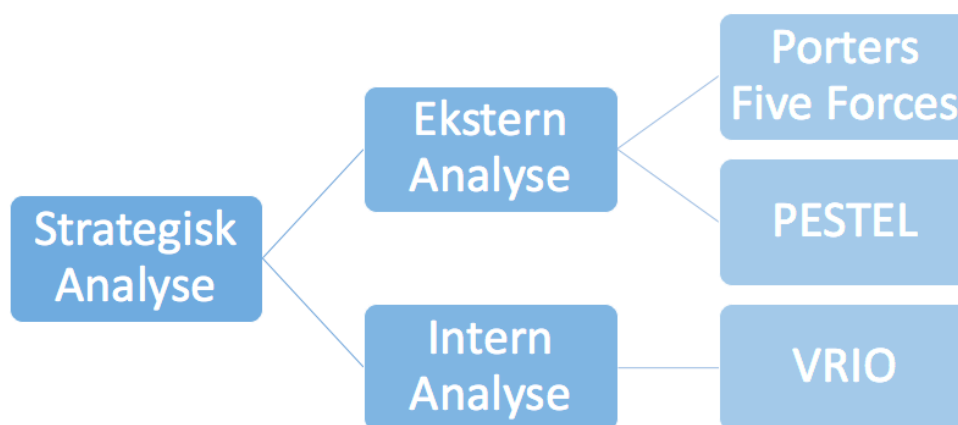 Strategisk
Analyse
Ekstern
Analyse
Intern
Analyse
Porters
Five Forces
PESTEL
VRIO